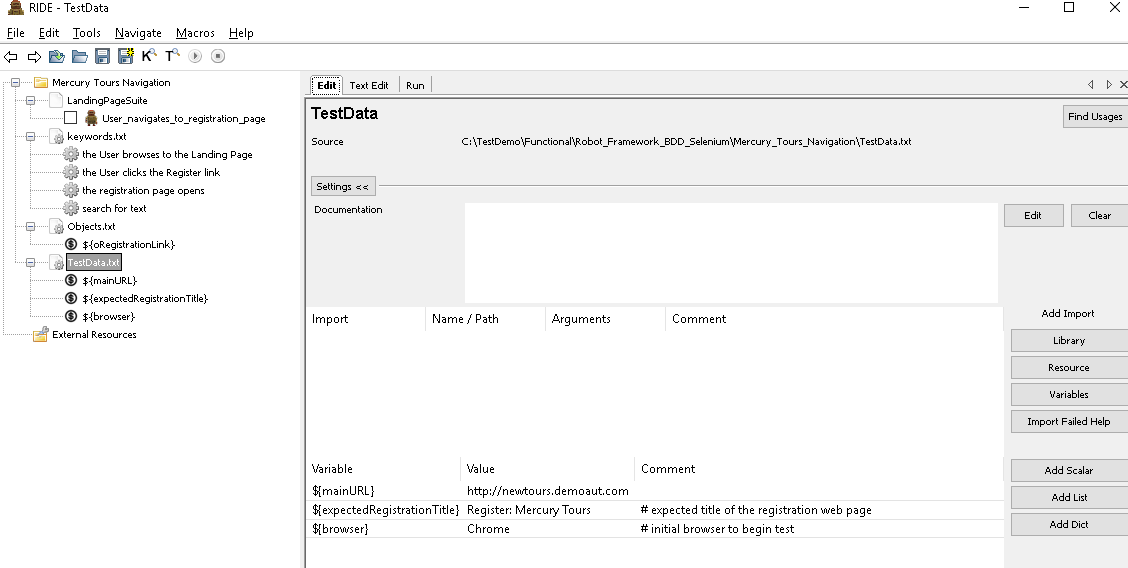 RIDE - TestData
File Edit Tools Navigate Macros Help
K T
Mercury Tours Navigation
LandingPageSuite
User_navigates_to_registration_page
keywords.txt
the User browses to the Landing Page
the User clicks the Register link
the registration page opens
search for text
Objects.txt
${oRegistrationLink}
TestData.txt
${mainURL}
${expectedRegistrationTitle}
${browser}
External Resources
Edit Text Edit Run
TestData
Find Usages
Source C:\TestDemo\Functional\Robot_Framework_BDD_Selenium\Mercury_Tours_Navigation\TestData.txt
Settings <<
Documentation Edit Clear
Import Name / Path Arguments Comment
Add Import
Library
Resource
Variables
Import Failed Help
Variable Value Comment
${mainURL} http://newtours.demoaut.com
${expectedRegistrationTitle} Register: Mercury Tours # expected title of the registration web page
${browser} Chrome # initial browser to begin test
Add Scalar
Add List
Add Dict